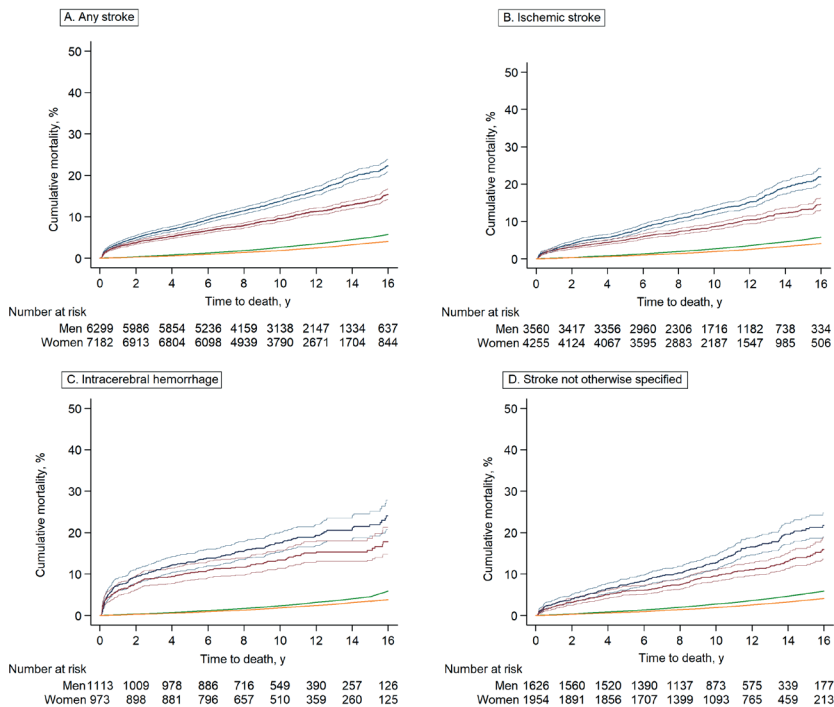 A. Any stroke
50
40
30
20
10
0
Cumulative mortality, %
0 2 4 6 8 10 12 14 16
Time to death, y
Number at risk
Men 6299 5986 5854 5236 4159 3138 2147 1334 637
Women 7182 6913 6804 6098 4939 3790 2671 1704 844
B. Ischemic stroke
50
40
30
20
10
0
Cumulative mortality, %
0 2 4 6 8 10 12 14 16
Time to death, y
Number at risk
Men 3560 3417 3356 2960 2306 1716 1182 738 334
Women 4255 4124 4067 3595 2883 2187 1547 985 506
C. Intracerebral hemorrhage
50
40
30
20
10
0
Cumulative mortality, %
0 2 4 6 8 10 12 14 16
Time to death, y
Number at risk
Men 1113 1009 978 886 716 549 390 257 126
Women 973 898 881 796 657 510 359 260 125
D. Stroke not otherwise specified
50
40
30
20
10
0
Cumulative mortality, %
0 2 4 6 8 10 12 14 16
Time to death, y
Number at risk
Men 1626 1560 1520 1390 1137 873 575 339 177
Women 1954 1891 1856 1707 1399 1093 765 459 213